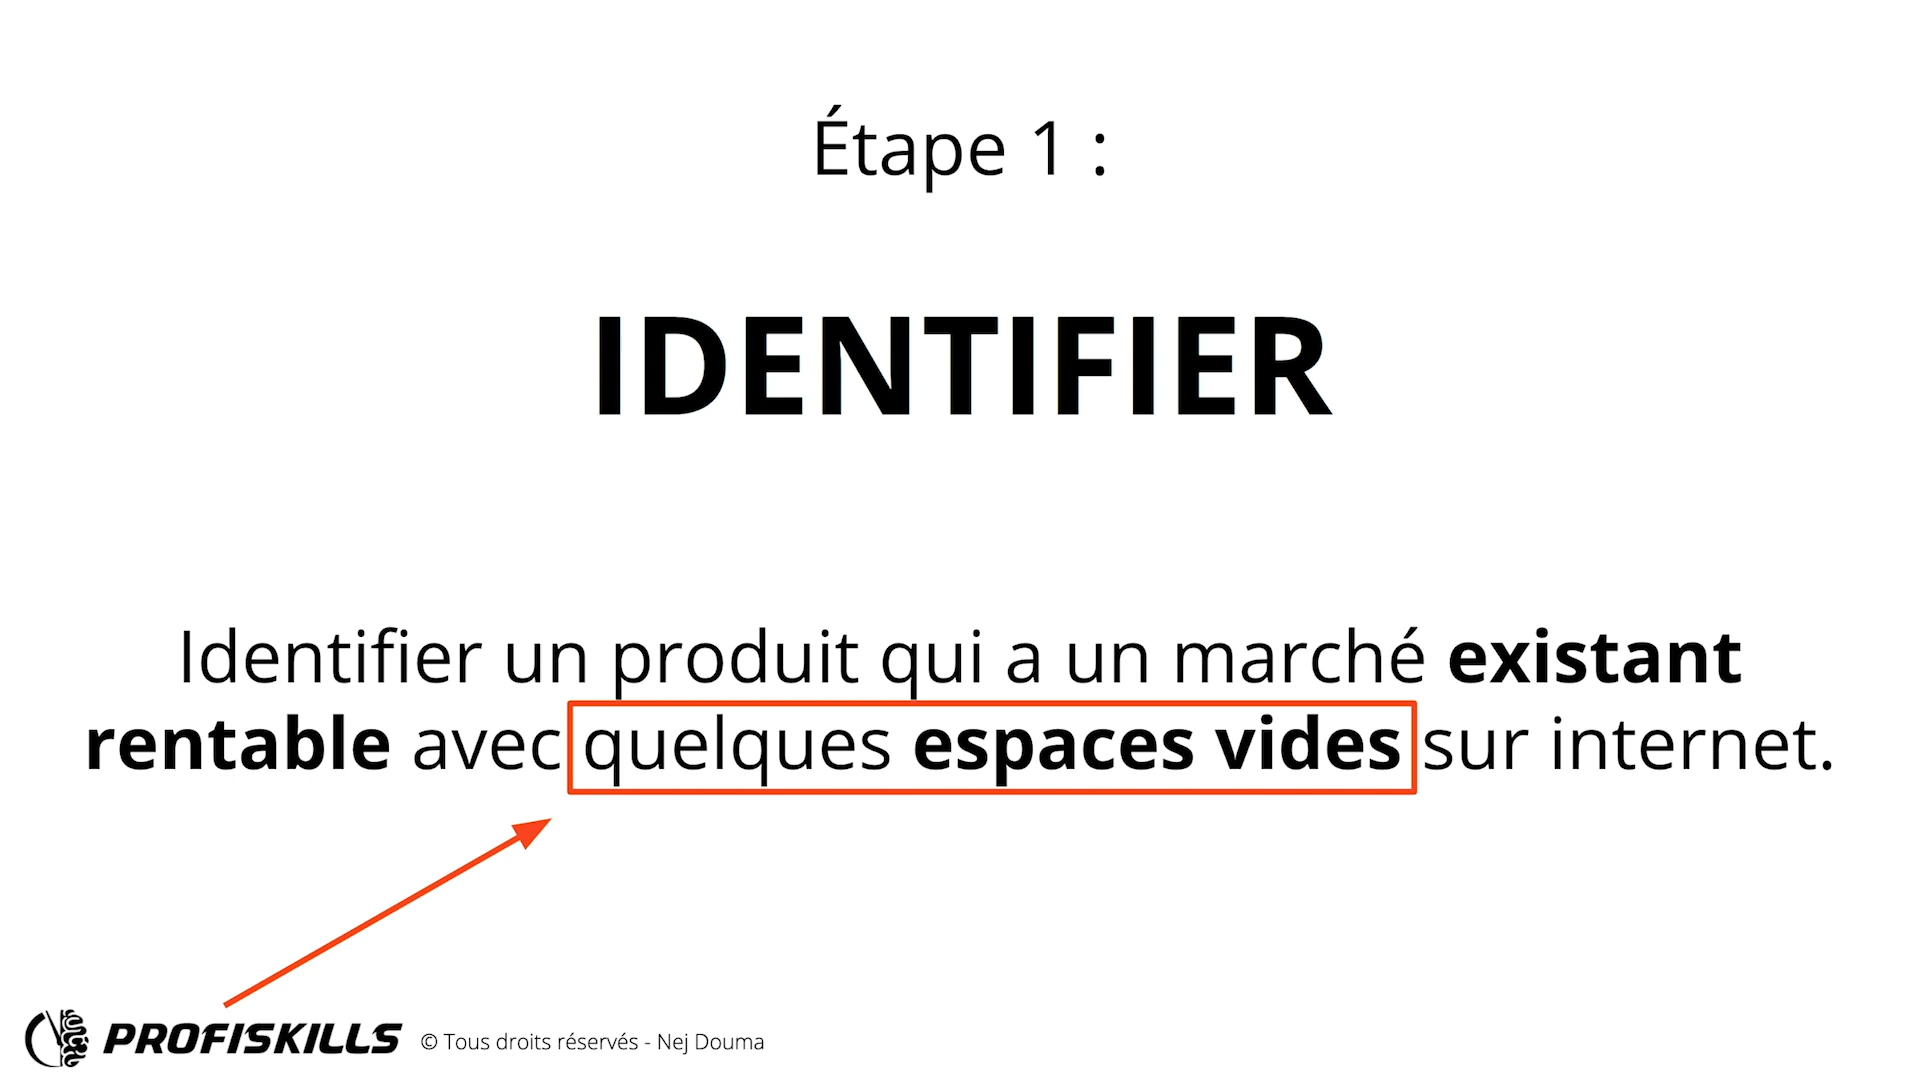 Étape 1 :
IDENTIFIER
Identifier un produit qui a un marché existant
rentable avec quelques espaces vides sur internet.
PROFISKILLS © Tous droits réservés - Nej Douma